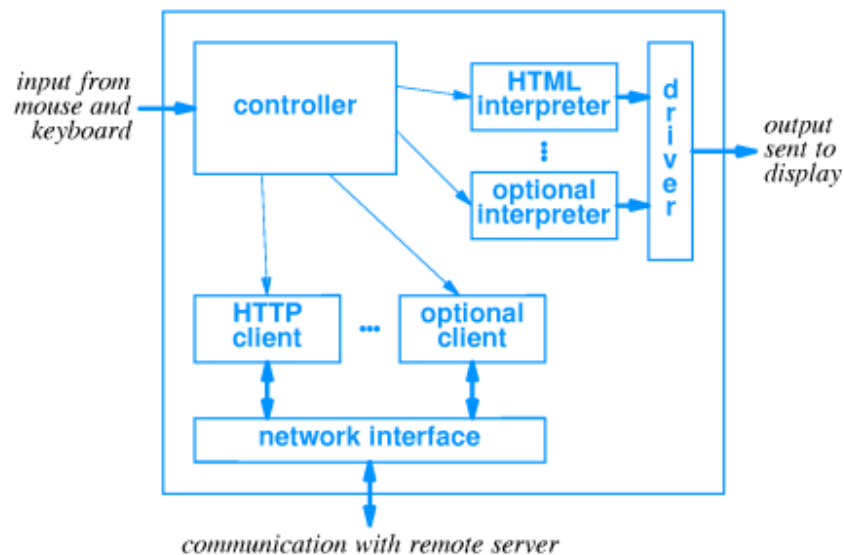 input from
mouse and
keyboard
controller
HTML
interpreter
optional
interpreter
driver
output
sent to
display
HTTP
client
optional
client
network interface
communication with remote server